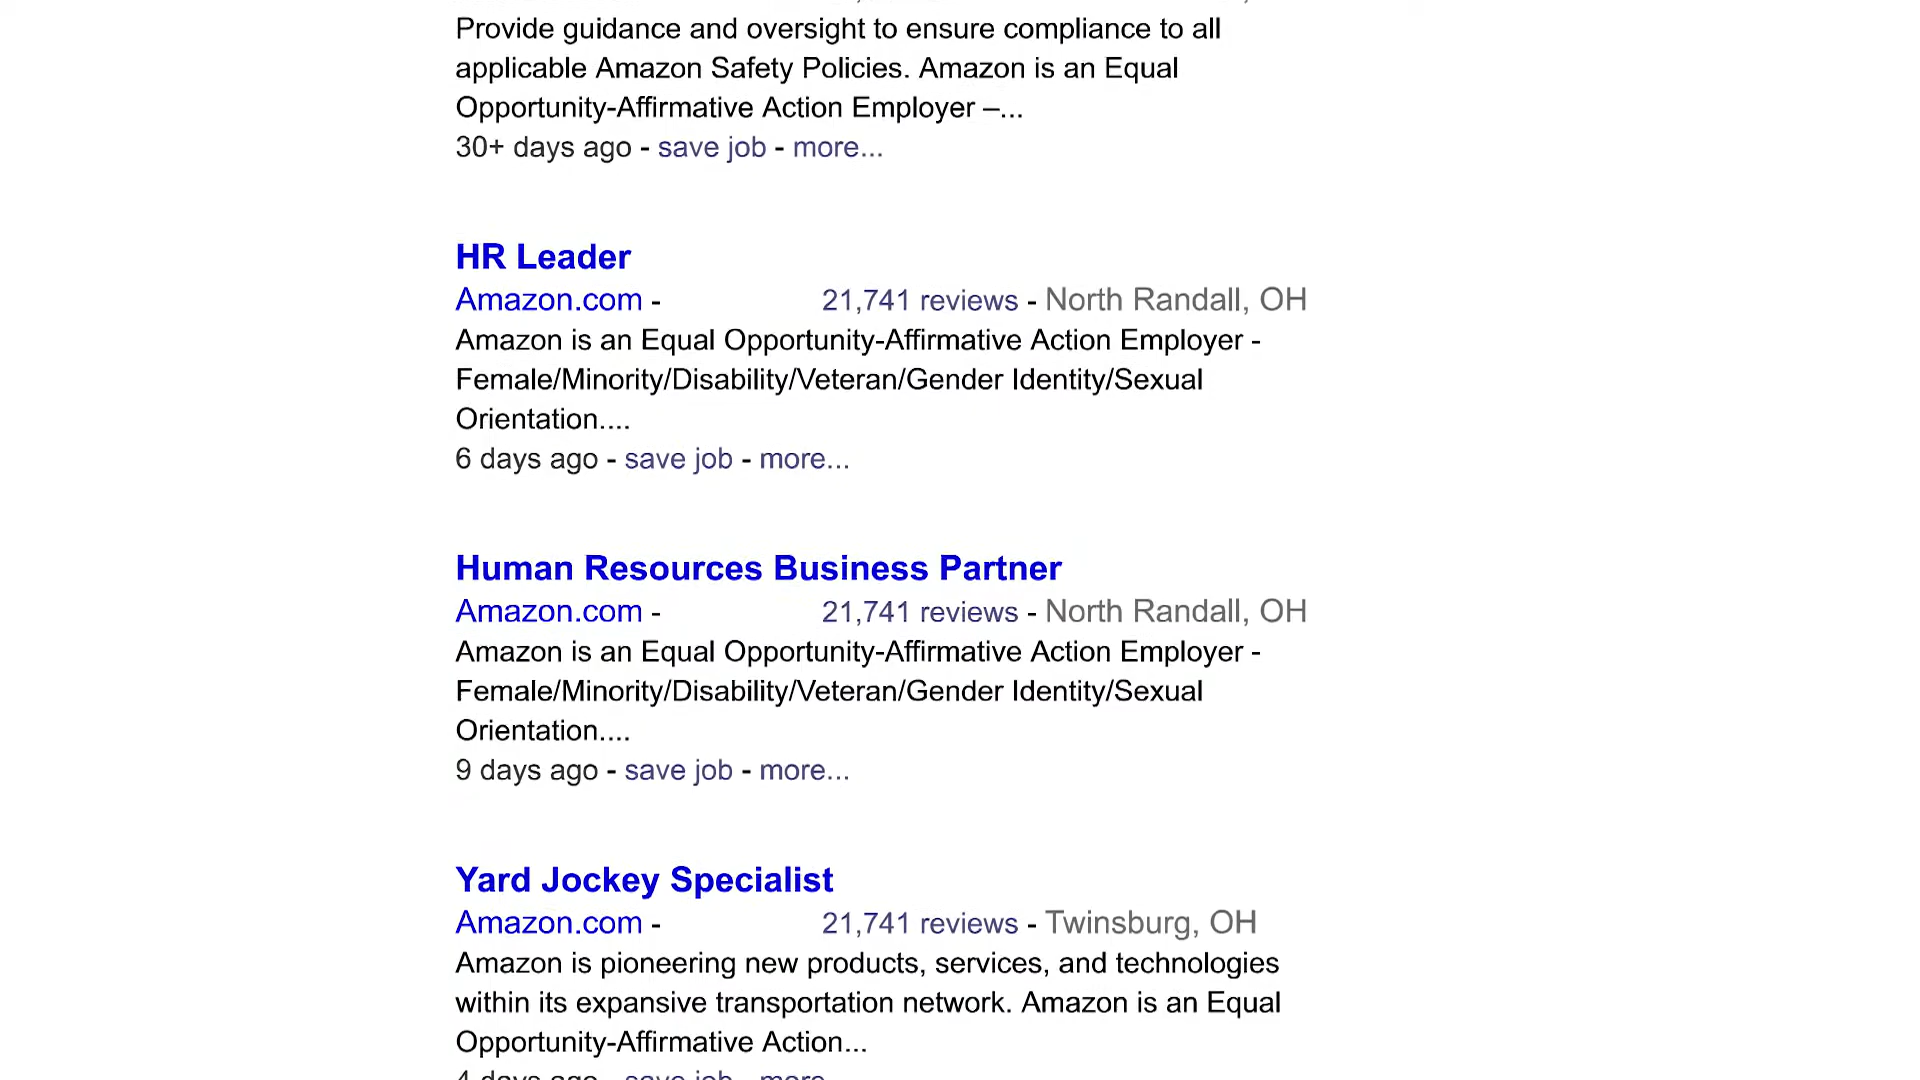 Provide guidance and oversight to ensure compliance to all
applicable Amazon Safety Policies. Amazon is an Equal
Opportunity-Affirmative Action Employer –...
30+ days ago - save job - more...
HR Leader
Amazon.com - 21,741 reviews - North Randall, OH
Amazon is an Equal Opportunity-Affirmative Action Employer -
Female/Minority/Disability/Veteran/Gender Identity/Sexual
Orientation....
6 days ago - save job - more...
Human Resources Business Partner
Amazon.com - 21,741 reviews - North Randall, OH
Amazon is an Equal Opportunity-Affirmative Action Employer -
Female/Minority/Disability/Veteran/Gender Identity/Sexual
Orientation....
9 days ago - save job - more...
Yard Jockey Specialist
Amazon.com - 21,741 reviews - Twinsburg, OH
Amazon is pioneering new products, services, and technologies
within its expansive transportation network. Amazon is an Equal
Opportunity-Affirmative Action...
4 days ago - save job - more...